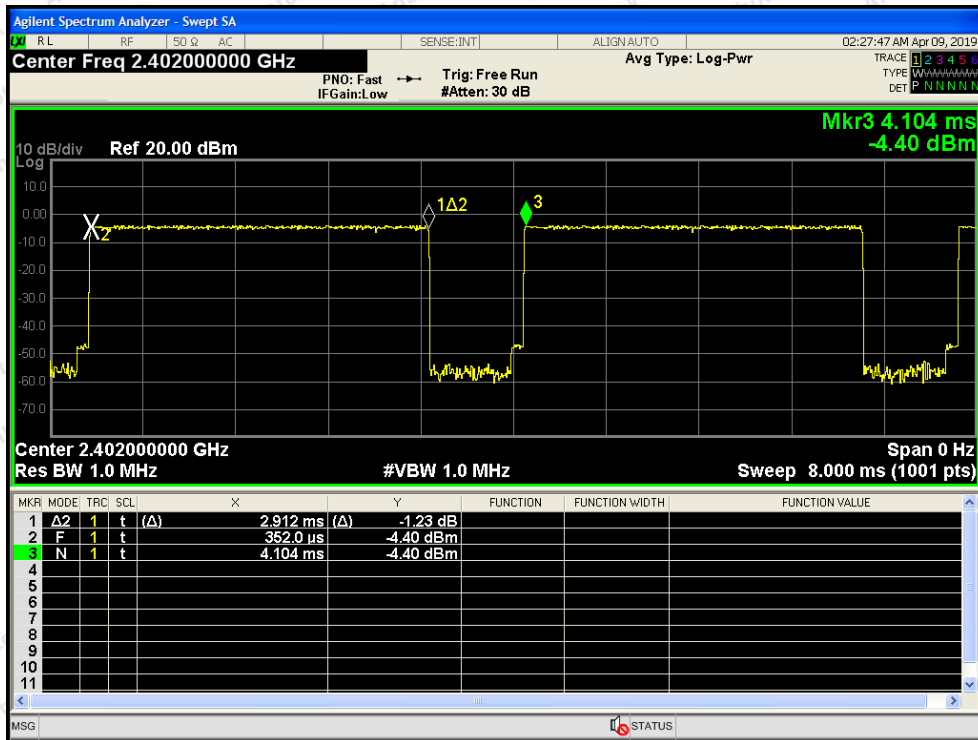 Agilent Spectrum Analyzer - Swept SA
LXI RL RF 50 Ω AC SENSE:INT ALIGN AUTO 02:27:47 AM Apr 09, 2019
Center Freq 2.402000000 GHz Avg Type: Log-Pwr TRACE 1 2 3 4 5 6
PNO: Fast Trig: Free Run TYPE WWWWWW
IFGain:Low #Atten: 30 dB DET P N N N N N
Mkr3 4.104 ms
10 dB/div Ref 20.00 dBm -4.40 dBm
Log
10.0
0.00
1Δ2
3
2
-10.0
-20.0
-30.0
-40.0
-50.0
-60.0
-70.0
Center 2.402000000 GHz Span 0 Hz
Res BW 1.0 MHz #VBW 1.0 MHz Sweep 8.000 ms (1001 pts)
MKR MODE TRC SCL X Y FUNCTION FUNCTION WIDTH FUNCTION VALUE
1 Δ2 1 t (Δ) 2.912 ms (Δ) -1.23 dB
2 F 1 t 352.0 µs -4.40 dBm
3 N 1 t 4.104 ms -4.40 dBm
4
5
6
7
8
9
10
11
MSG STATUS